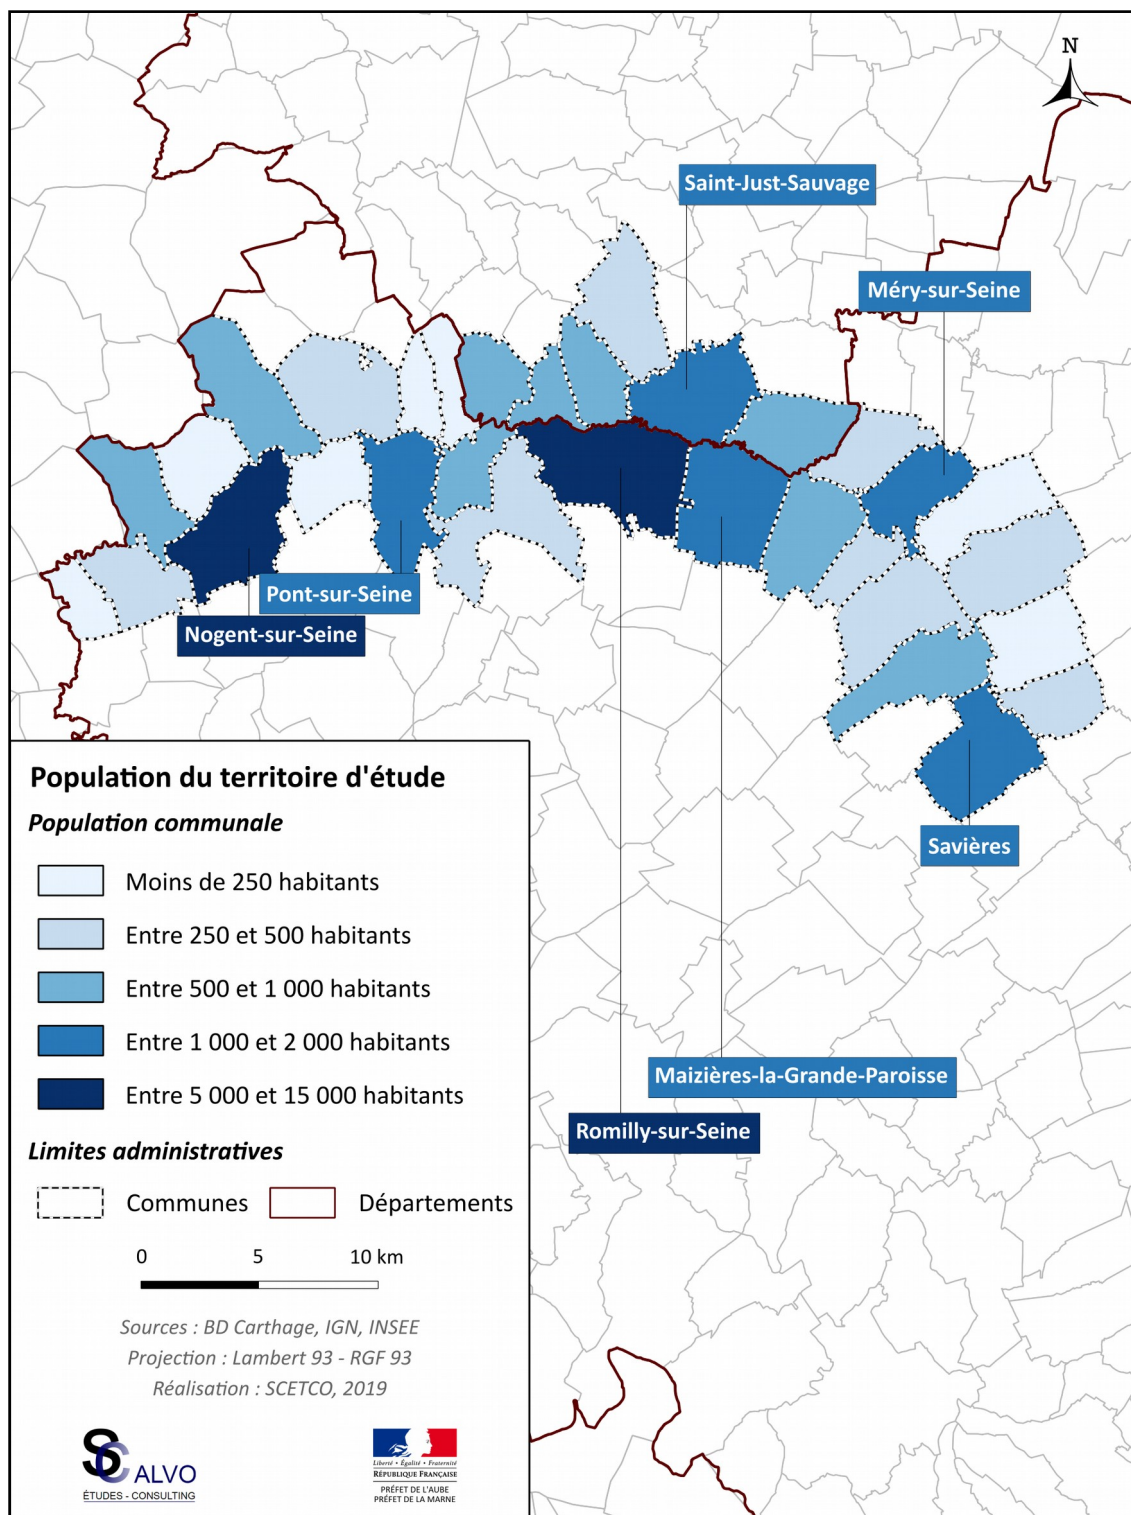 N
Saint-Just-Sauvage
Méry-sur-Seine
Pont-sur-Seine
Nogent-sur-Seine
Savières
Maizières-la-Grande-Paroisse
Romilly-sur-Seine
Population du territoire d'étude
Population communale
Moins de 250 habitants
Entre 250 et 500 habitants
Entre 500 et 1 000 habitants
Entre 1 000 et 2 000 habitants
Entre 5 000 et 15 000 habitants
Limites administratives
Communes Départements
0 5 10 km
Sources : BD Carthage, IGN, INSEE
Projection : Lambert 93 - RGF 93
Réalisation : SCETCO, 2019
SCALVO
ÉTUDES - CONSULTING
Liberté • Égalité • Fraternité
RÉPUBLIQUE FRANÇAISE
PRÉFET DE L'AUBE
PRÉFET DE LA MARNE